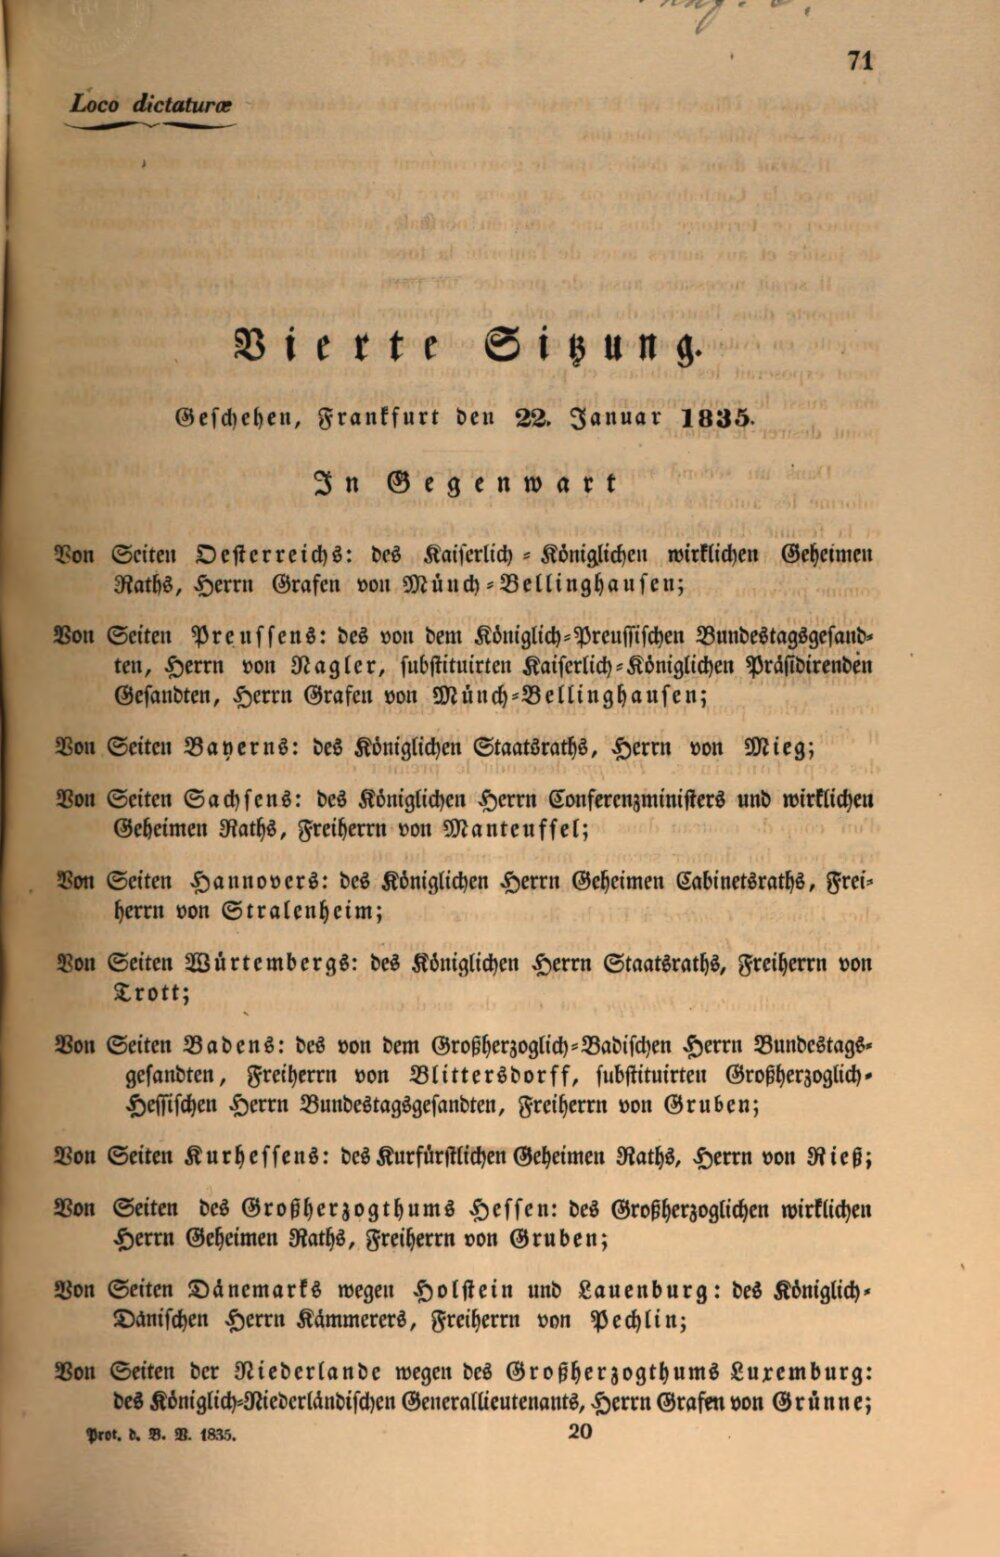 71
Loco dictaturæ
Vierte Sitzung.
Geschehen, Frankfurt den 22. Januar 1835.
In Gegenwart
Von Seiten Oesterreichs: des Kaiserlich-Königlichen wirklichen Geheimen
Raths, Herrn Grafen von Münch-Bellinghausen;
Von Seiten Preussens: des von dem Königlich-Preussischen Bundestagsgesand-
ten, Herrn von Nagler, substituirten Kaiserlich-Königlichen Präsidirenden
Gesandten, Herrn Grafen von Münch-Bellinghausen;
Von Seiten Bayerns: des Königlichen Staatsraths, Herrn von Mieg;
Von Seiten Sachsens: des Königlichen Herrn Conferenzministers und wirklichen
Geheimen Raths, Freiherrn von Manteuffel;
Von Seiten Hannovers: des Königlichen Herrn Geheimen Cabinetsraths, Frei-
herrn von Stralenheim;
Von Seiten Würtembergs: des Königlichen Herrn Staatsraths, Freiherrn von
Trott;
Von Seiten Badens: des von dem Großherzoglich-Badischen Herrn Bundestags-
gesandten, Freiherrn von Blittersdorff, substituirten Großherzoglich-
Hessischen Herrn Bundestagsgesandten, Freiherrn von Gruben;
Von Seiten Kurhessens: des Kurfürstlichen Geheimen Raths, Herrn von Rieß;
Von Seiten des Großherzogthums Hessen: des Großherzoglichen wirklichen
Herrn Geheimen Raths, Freiherrn von Gruben;
Von Seiten Dänemarks wegen Holstein und Lauenburg: des Königlich-
Dänischen Herrn Kämmerers, Freiherrn von Pechlin;
Von Seiten der Niederlande wegen des Großherzogthums Luxemburg:
des Königlich-Niederländischen Generallieutenants, Herrn Grafen von Grünne;
Prot. d. B. V. 1835.
20